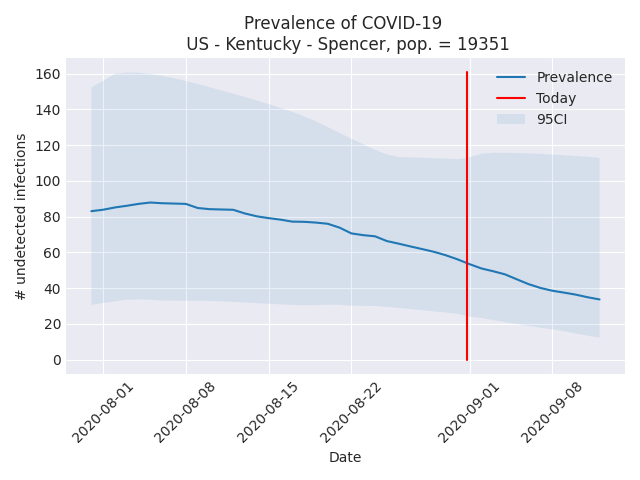 Prevalence of COVID-19
US - Kentucky - Spencer, pop. = 19351
# undetected infections
160
140
120
100
80
60
40
20
0
Prevalence
Today
95CI
2020-08-01
2020-08-08
2020-08-15
2020-08-22
2020-09-01
2020-09-08
Date